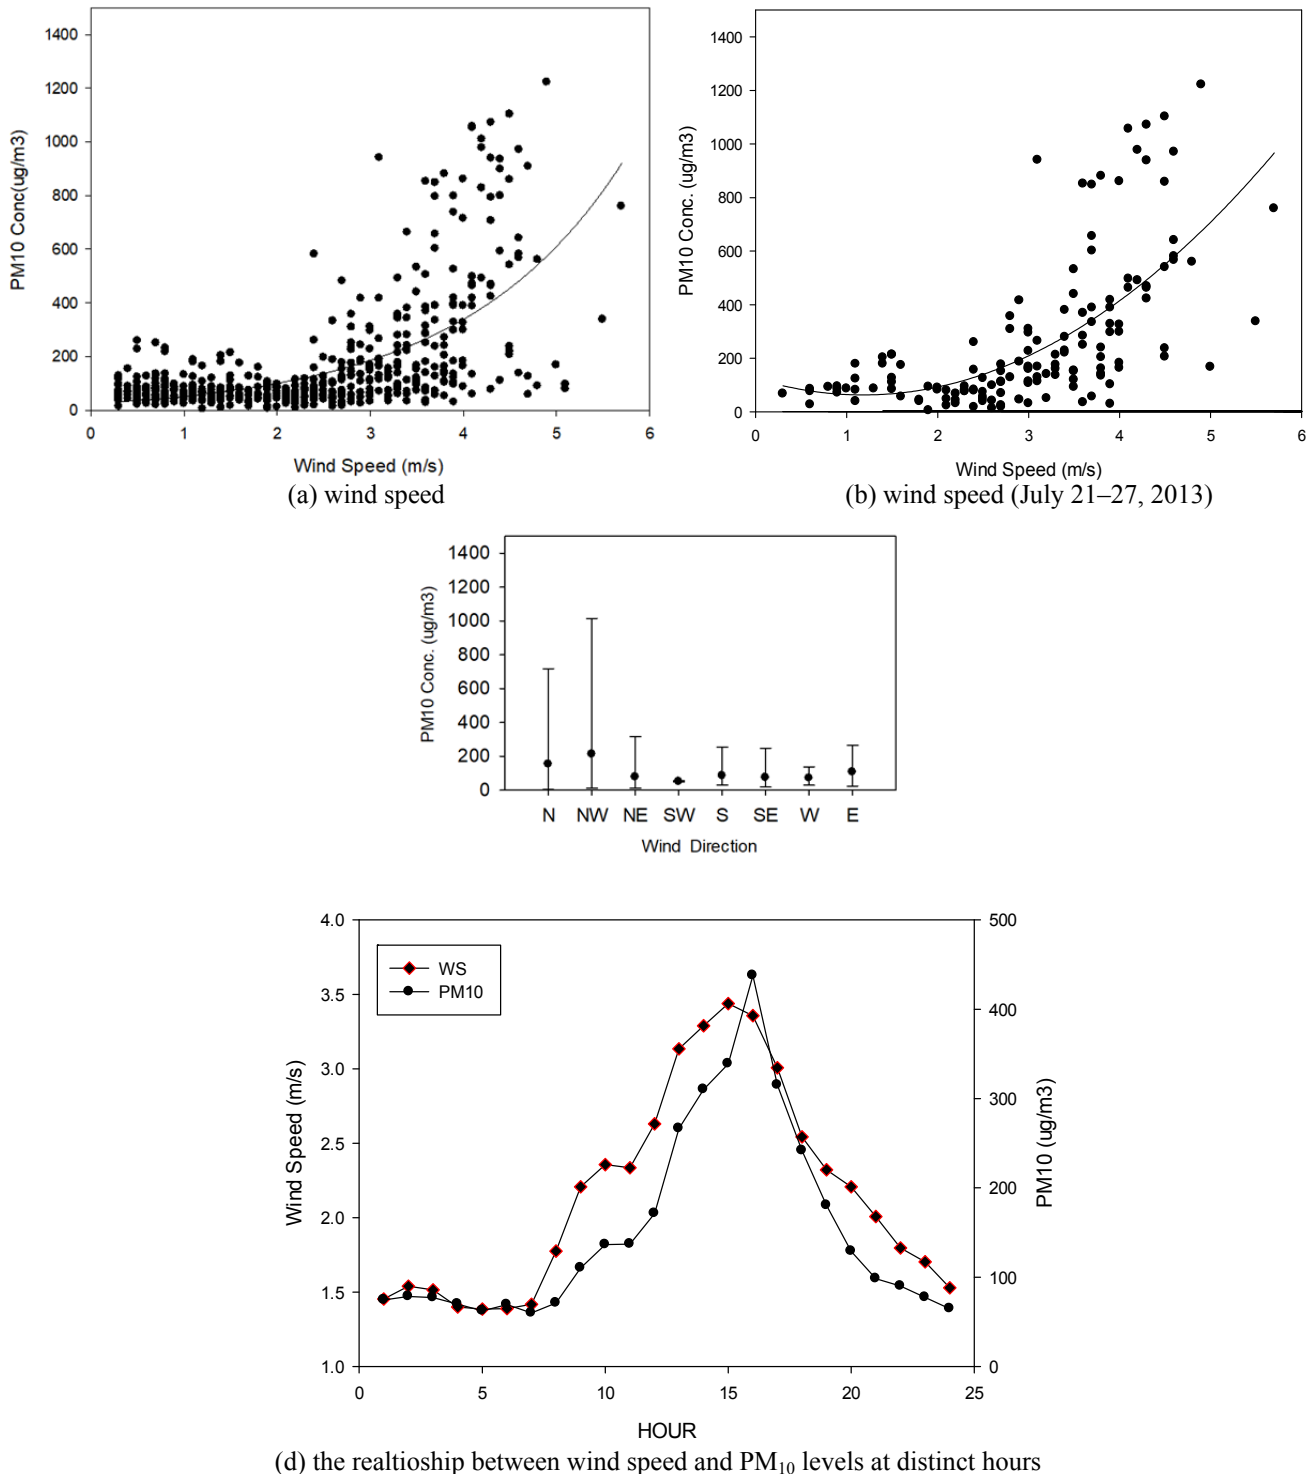 1400
1200
1000
800
600
400
200
0
PM10 Conc(ug/m3)
0 1 2 3 4 5 6
Wind Speed (m/s)
(a) wind speed
1400
1200
1000
800
600
400
200
0
PM10 Conc. (ug/m3)
0 1 2 3 4 5 6
Wind Speed (m/s)
(b) wind speed (July 21–27, 2013)
1400
1200
1000
800
600
400
200
0
PM10 Conc. (ug/m3)
N NW NE SW S SE W E
Wind Direction
4.0
3.5
3.0
2.5
2.0
1.5
1.0
Wind Speed (m/s)
WS
PM10
500
400
300
200
100
0
PM10 (ug/m3)
0 5 10 15 20 25
HOUR
(d) the realtioship between wind speed and PM₁₀ levels at distinct hours